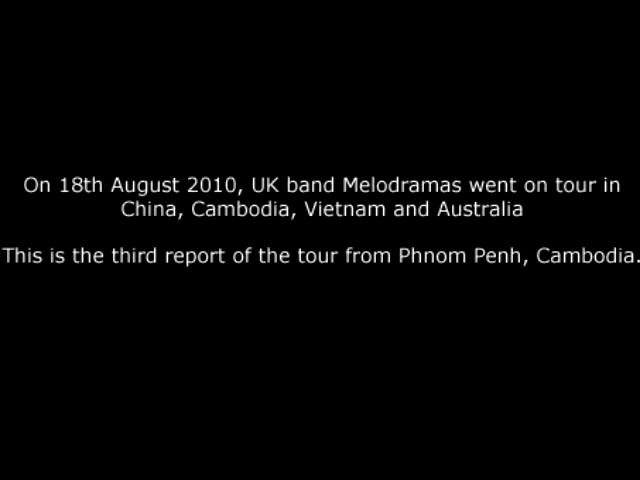 On 18th August 2010, UK band Melodramas went on tour in
China, Cambodia, Vietnam and Australia
This is the third report of the tour from Phnom Penh, Cambodia.